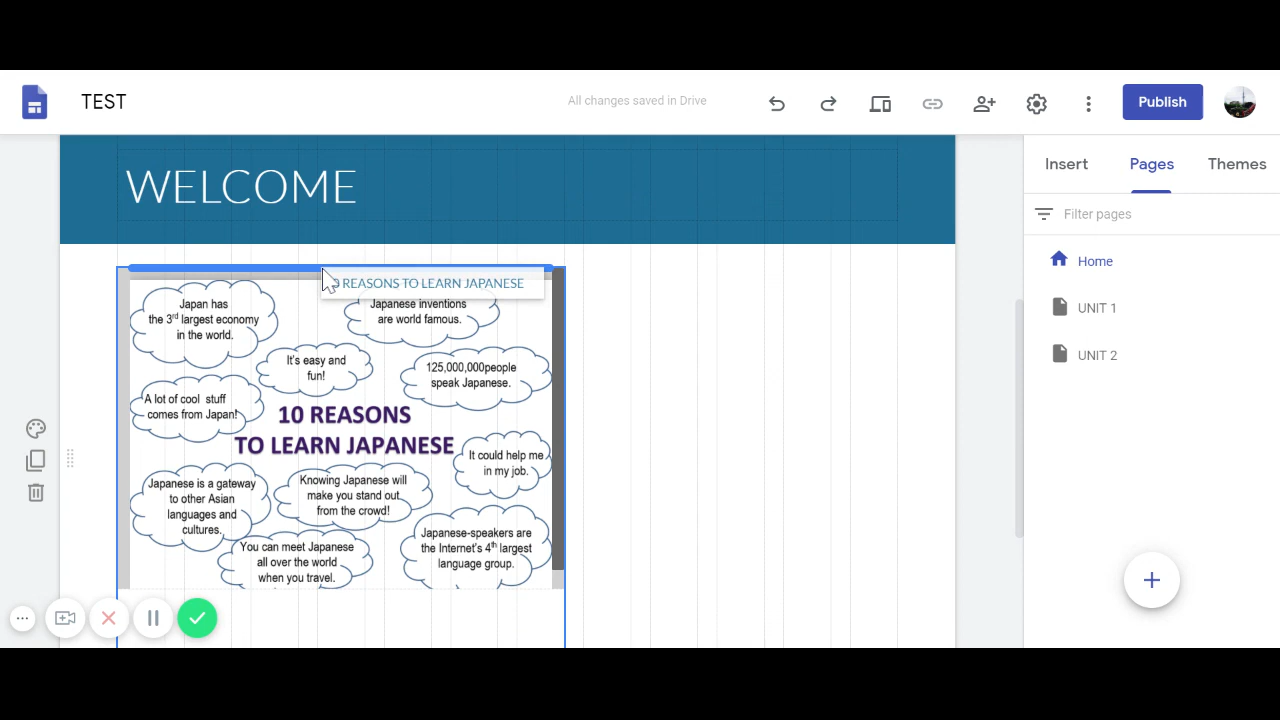 TEST
All changes saved in Drive
Publish
Insert
Pages
Themes
WELCOME
Filter pages
Home
UNIT 1
UNIT 2
REASONS TO LEARN JAPANESE
Japan has
the 3rd largest economy
in the world.
Japanese inventions
are world famous.
It's easy and
fun!
125,000,000people
speak Japanese.
A lot of cool stuff
comes from Japan!
10 REASONS
TO LEARN JAPANESE
It could help me
in my job.
Japanese is a gateway
to other Asian
languages and
cultures.
Knowing Japanese will
make you stand out
from the crowd!
Japanese-speakers are
the Internet's 4th largest
language group.
You can meet Japanese
all over the world
when you travel.